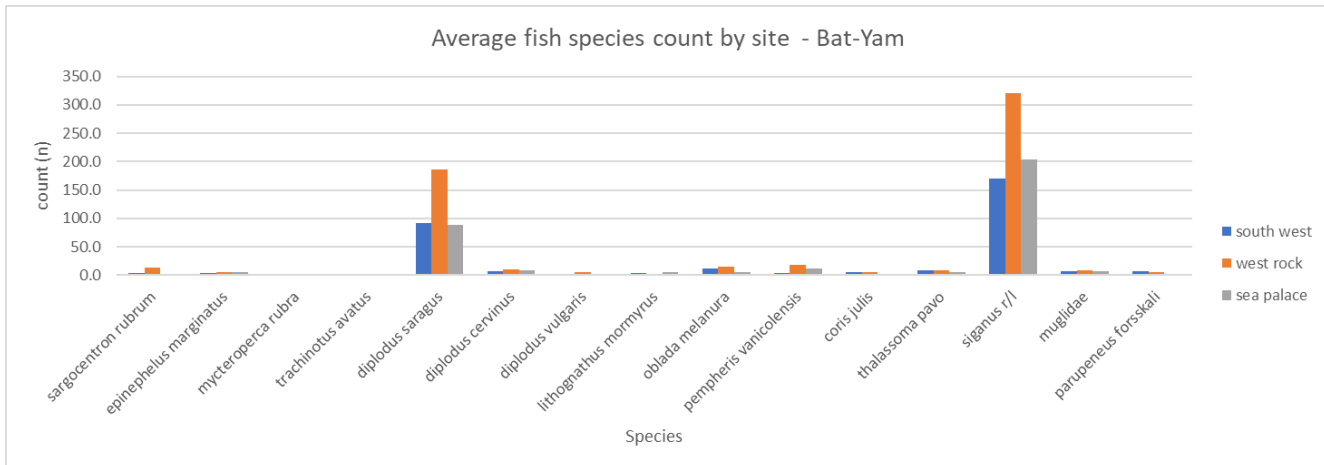 Average fish species count by site - Bat-Yam
350.0
300.0
250.0
200.0
150.0
100.0
50.0
0.0
count (n)
sargocentron rubrum
epinephelus marginatus
mycteroperca rubra
trachinotus avatus
diplodus saragus
diplodus cervinus
diplodus vulgaris
lithognathus mormyrus
oblada melanura
pempheris vanicolensis
coris julis
thalassoma pavo
siganus r/l
muglidae
parupeneus forsskali
Species
south west
west rock
sea palace